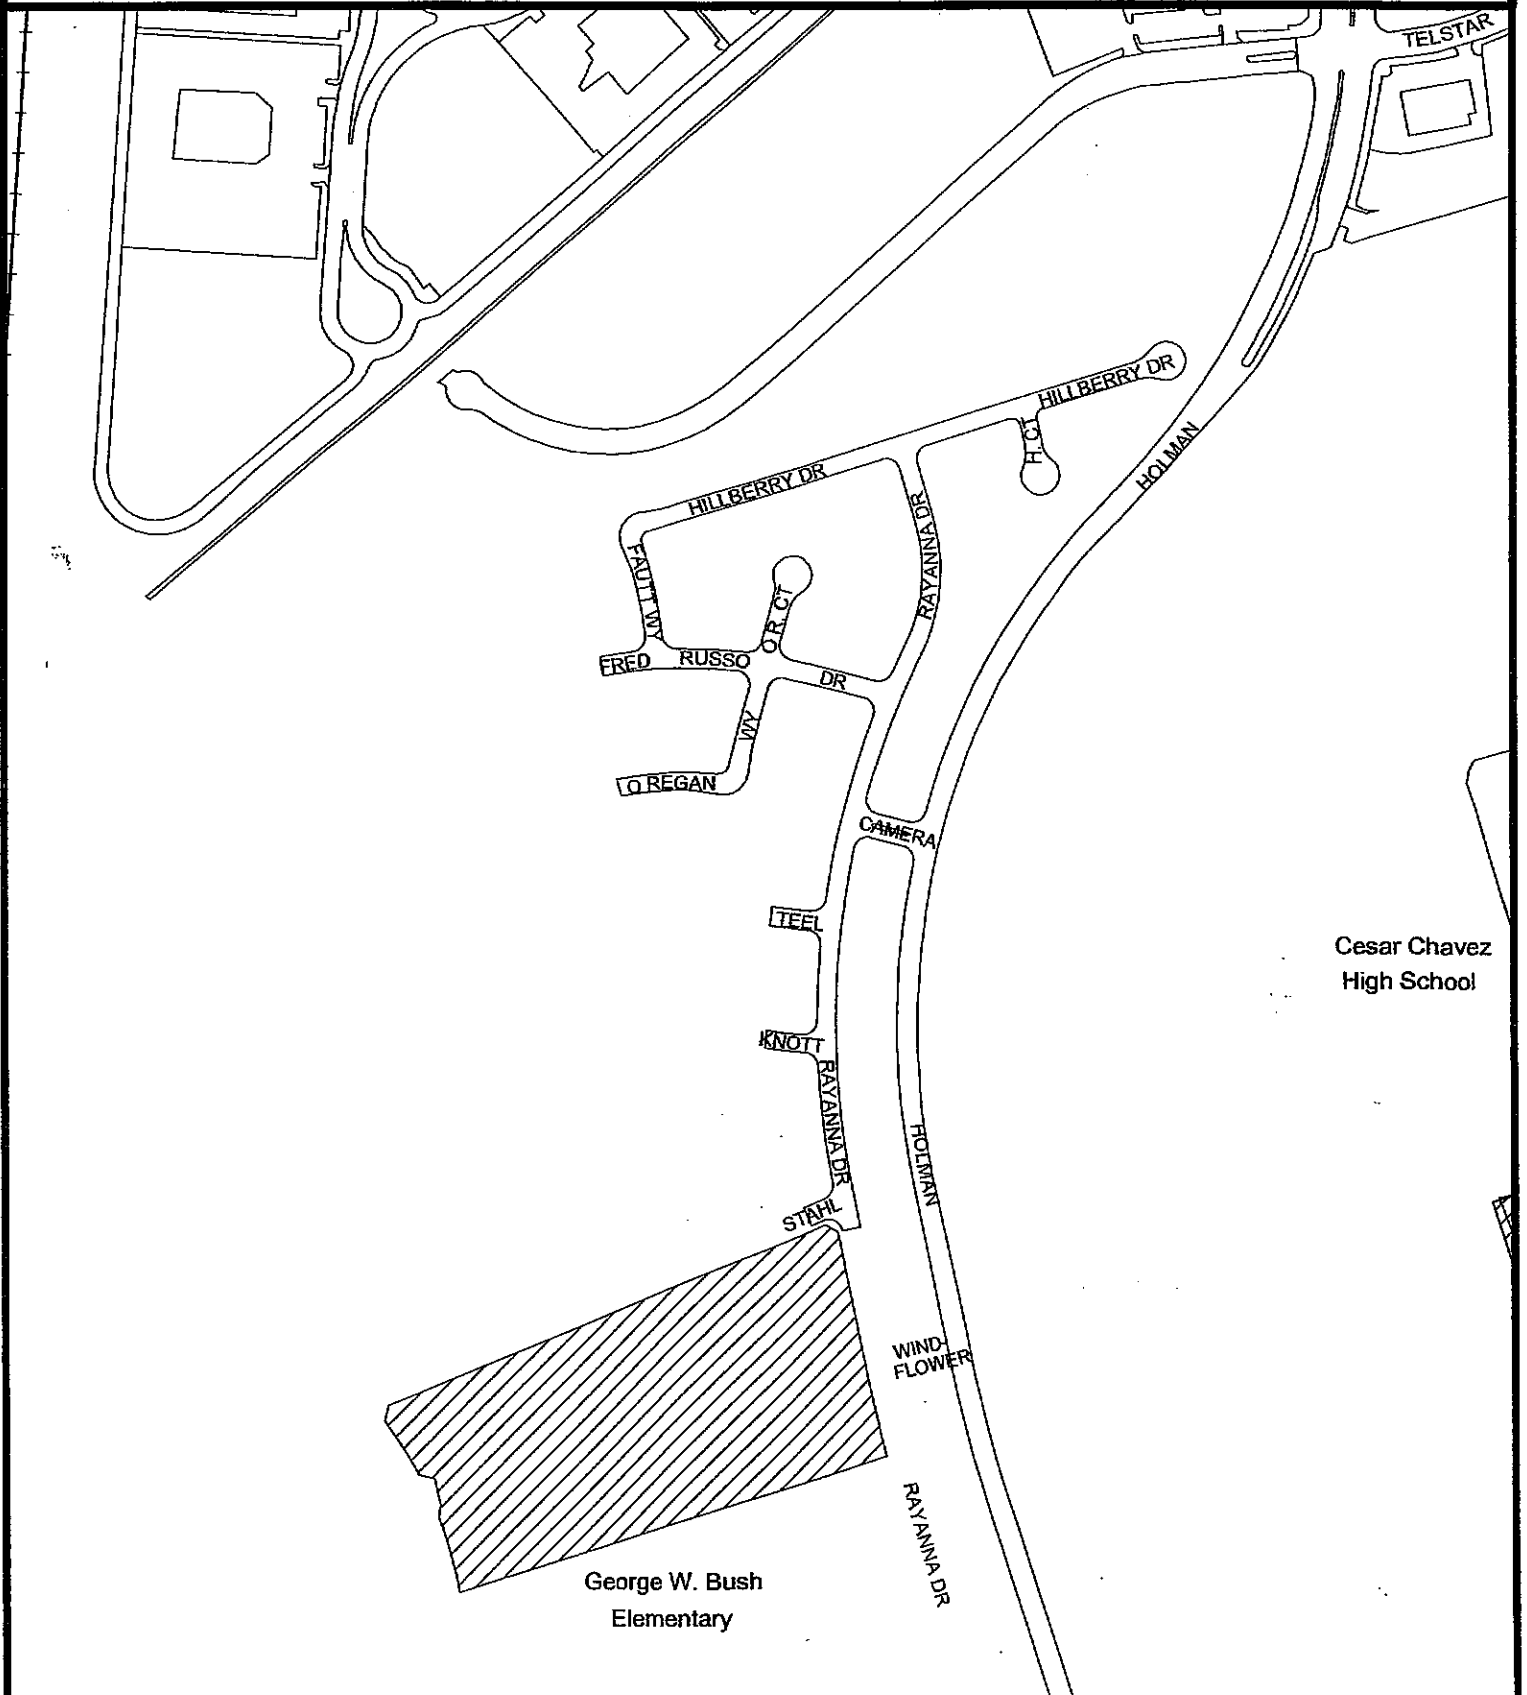 TELSTAR
HILLBERRY DR
H. CT
HOLMAN
HILLBERRY DR
RAYANNA DR
FAUTT WY
O R. CT
FRED RUSSO DR
WY
O REGAN
CAMERA
TEEL
Cesar Chavez
High School
KNOTT
RAYANNA DR
HOLMAN
STAHL
WIND-
FLOWER
RAYANNA DR
George W. Bush
Elementary